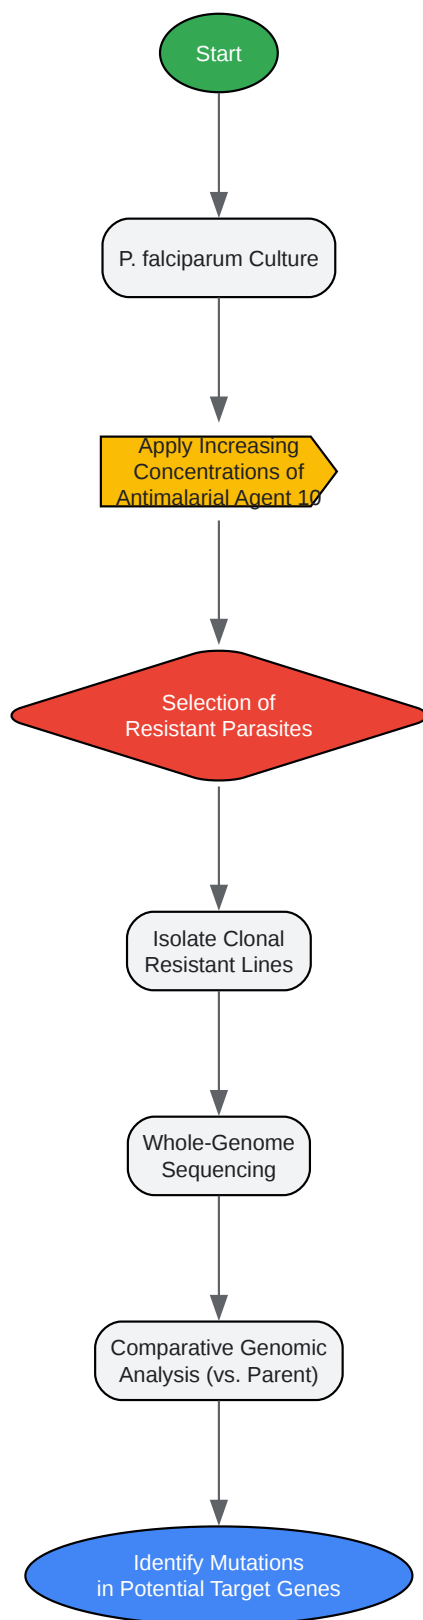 Start
P. falciparum Culture
Apply Increasing
Concentrations of
Antimalarial Agent 10
Selection of
Resistant Parasites
Isolate Clonal
Resistant Lines
Whole-Genome
Sequencing
Comparative Genomic
Analysis (vs. Parent)
Identify Mutations
in Potential Target Genes